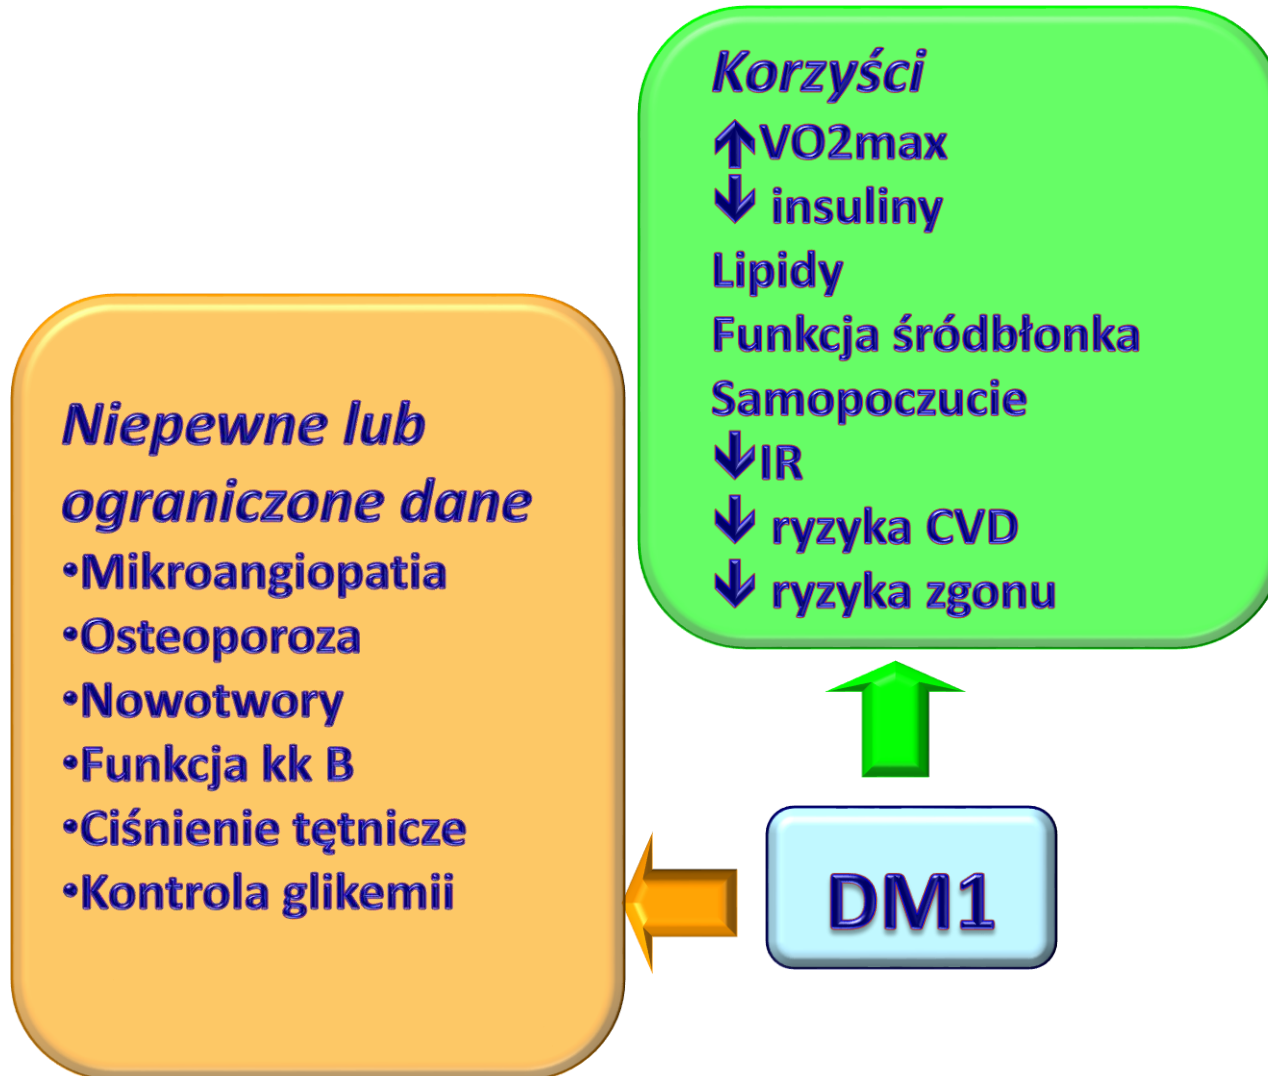 Korzyści
↑VO2max
↓ insuliny
Lipidy
Funkcja śródbłonka
Samopoczucie
↓IR
↓ ryzyka CVD
↓ ryzyka zgonu
Niepewne lub
ograniczone dane
•Mikroangiopatia
•Osteoporoza
•Nowotwory
•Funkcja kk B
•Ciśnienie tętnicze
•Kontrola glikemii
DM1